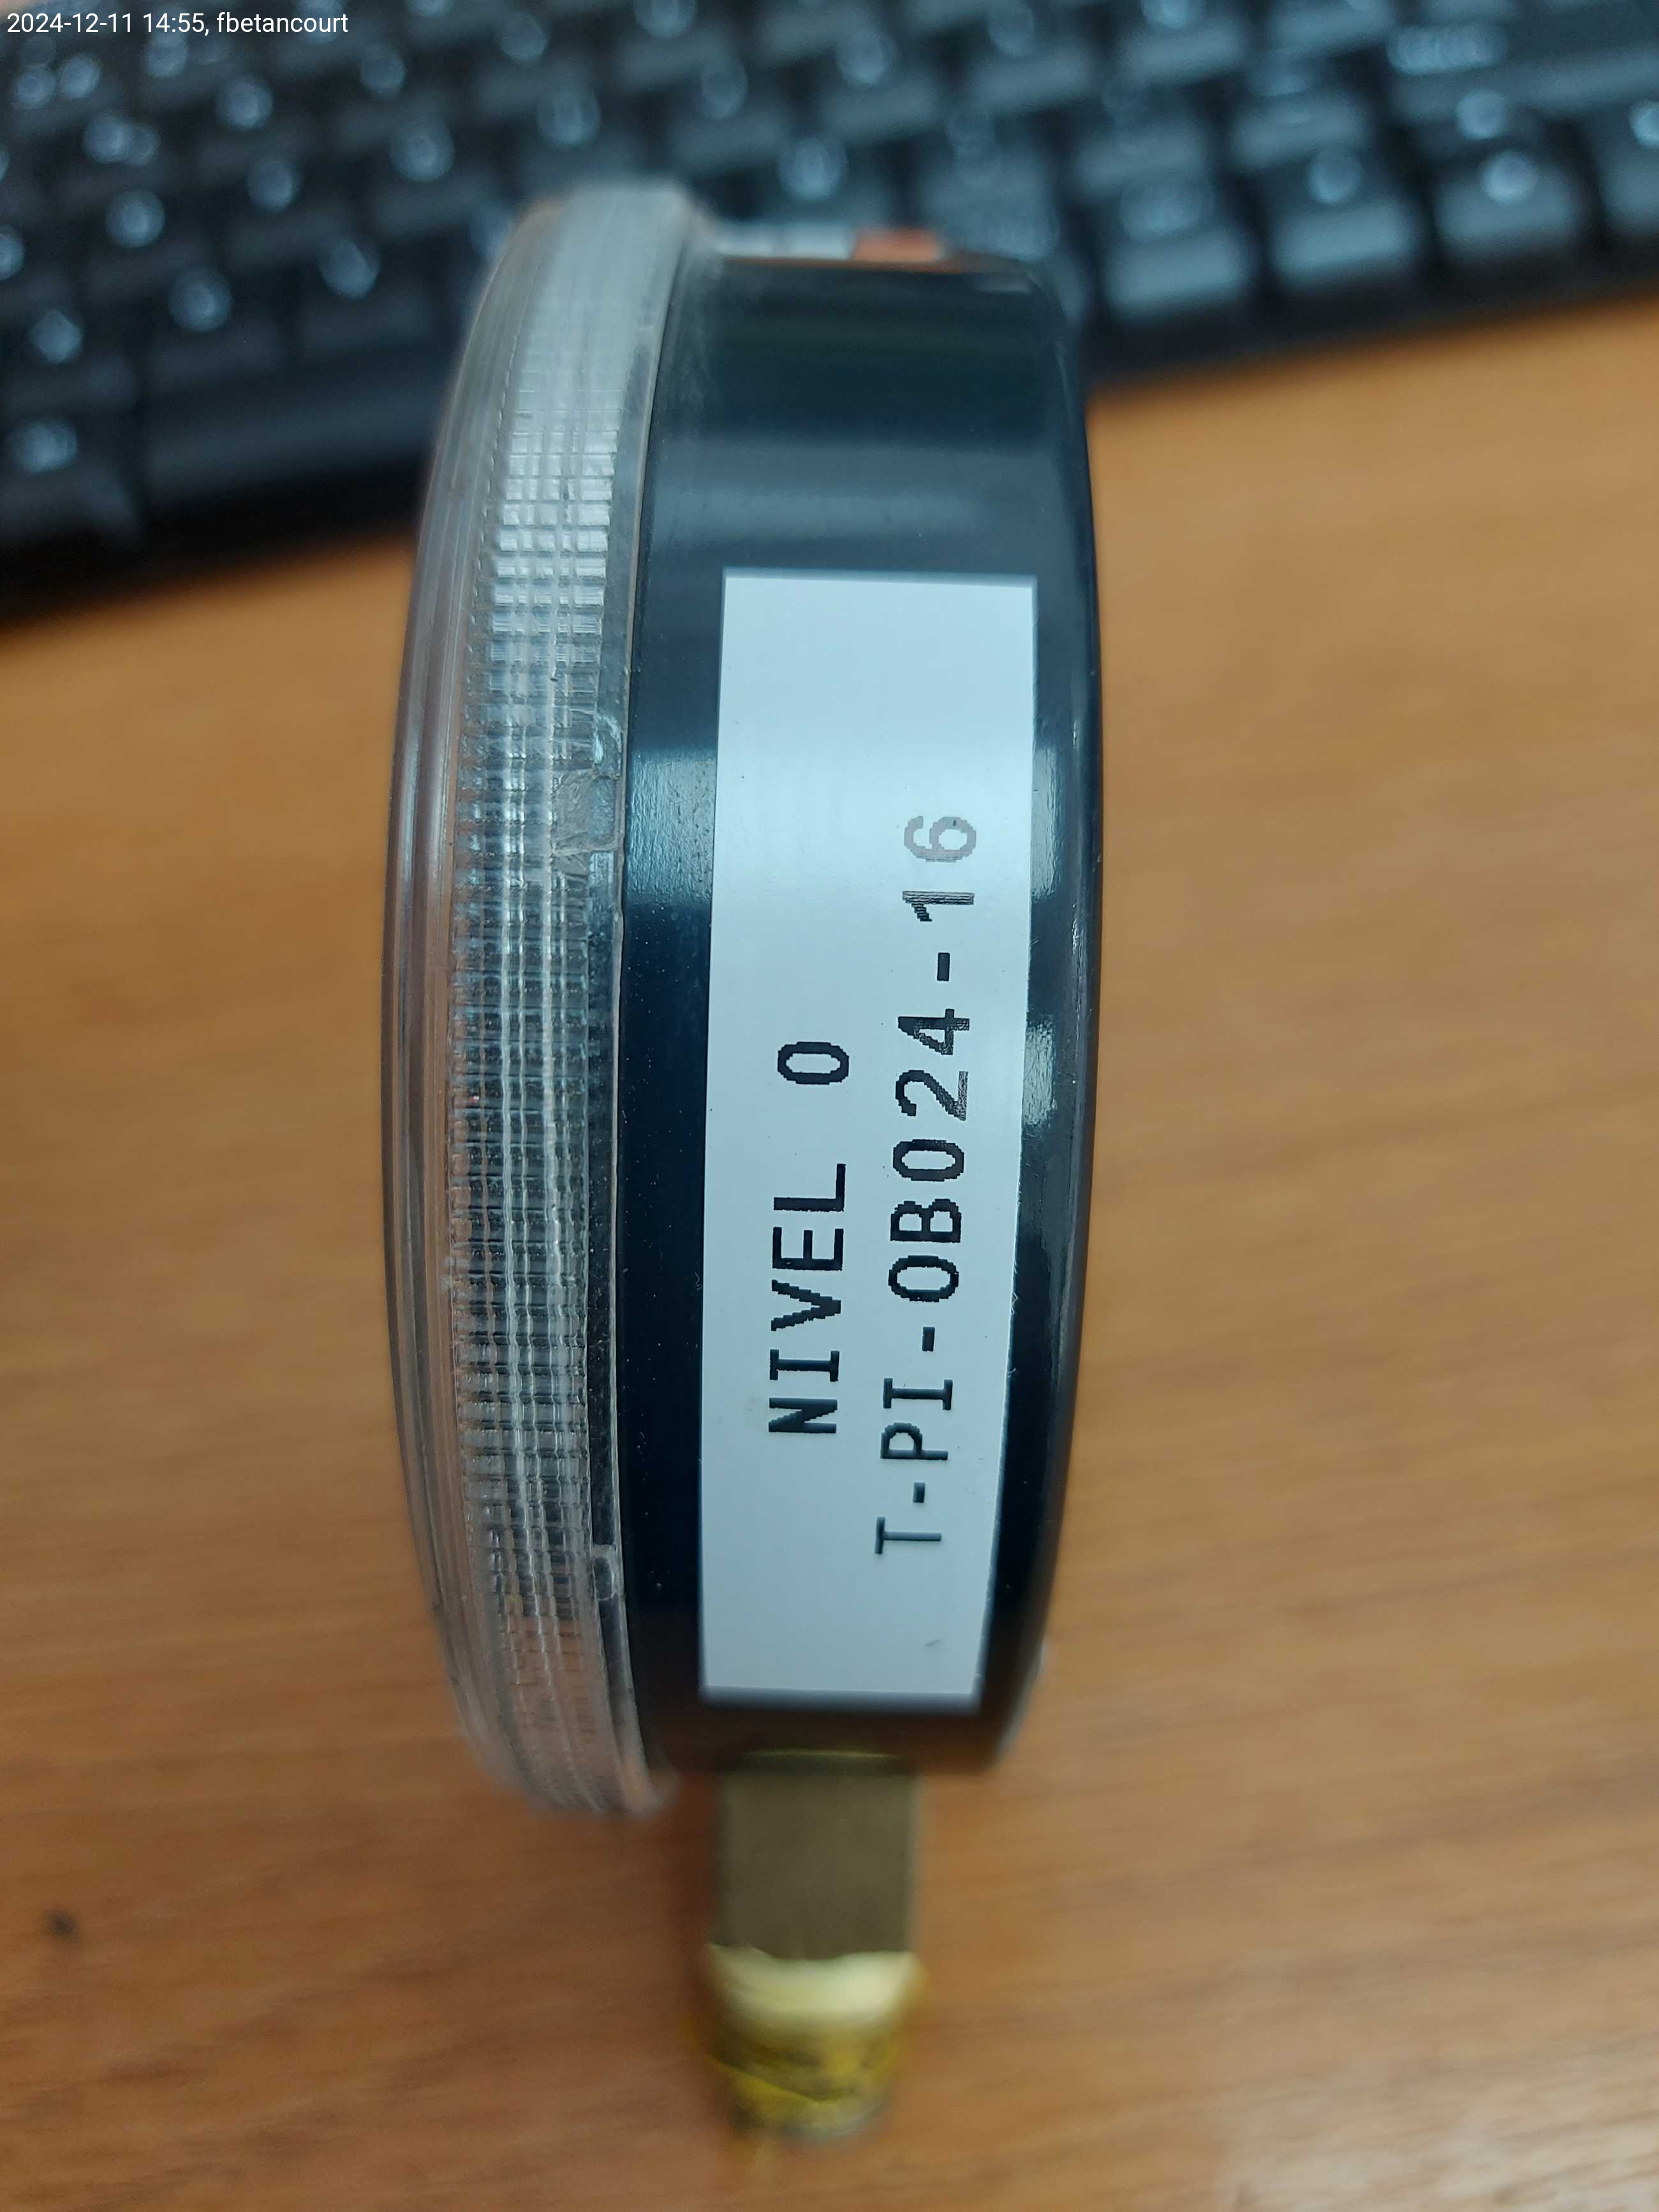 2024-12-11 14:55, fbetancourt
NIVEL 0
T-PI-0B024-16